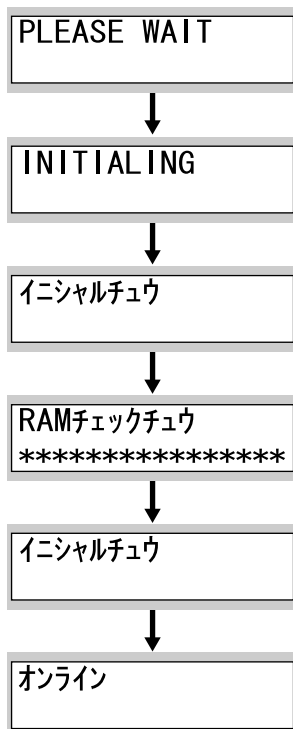 PLEASE WAIT
INITIALING
イニシャルチュウ
RAMチェックチュウ
****************
イニシャルチュウ
オンライン